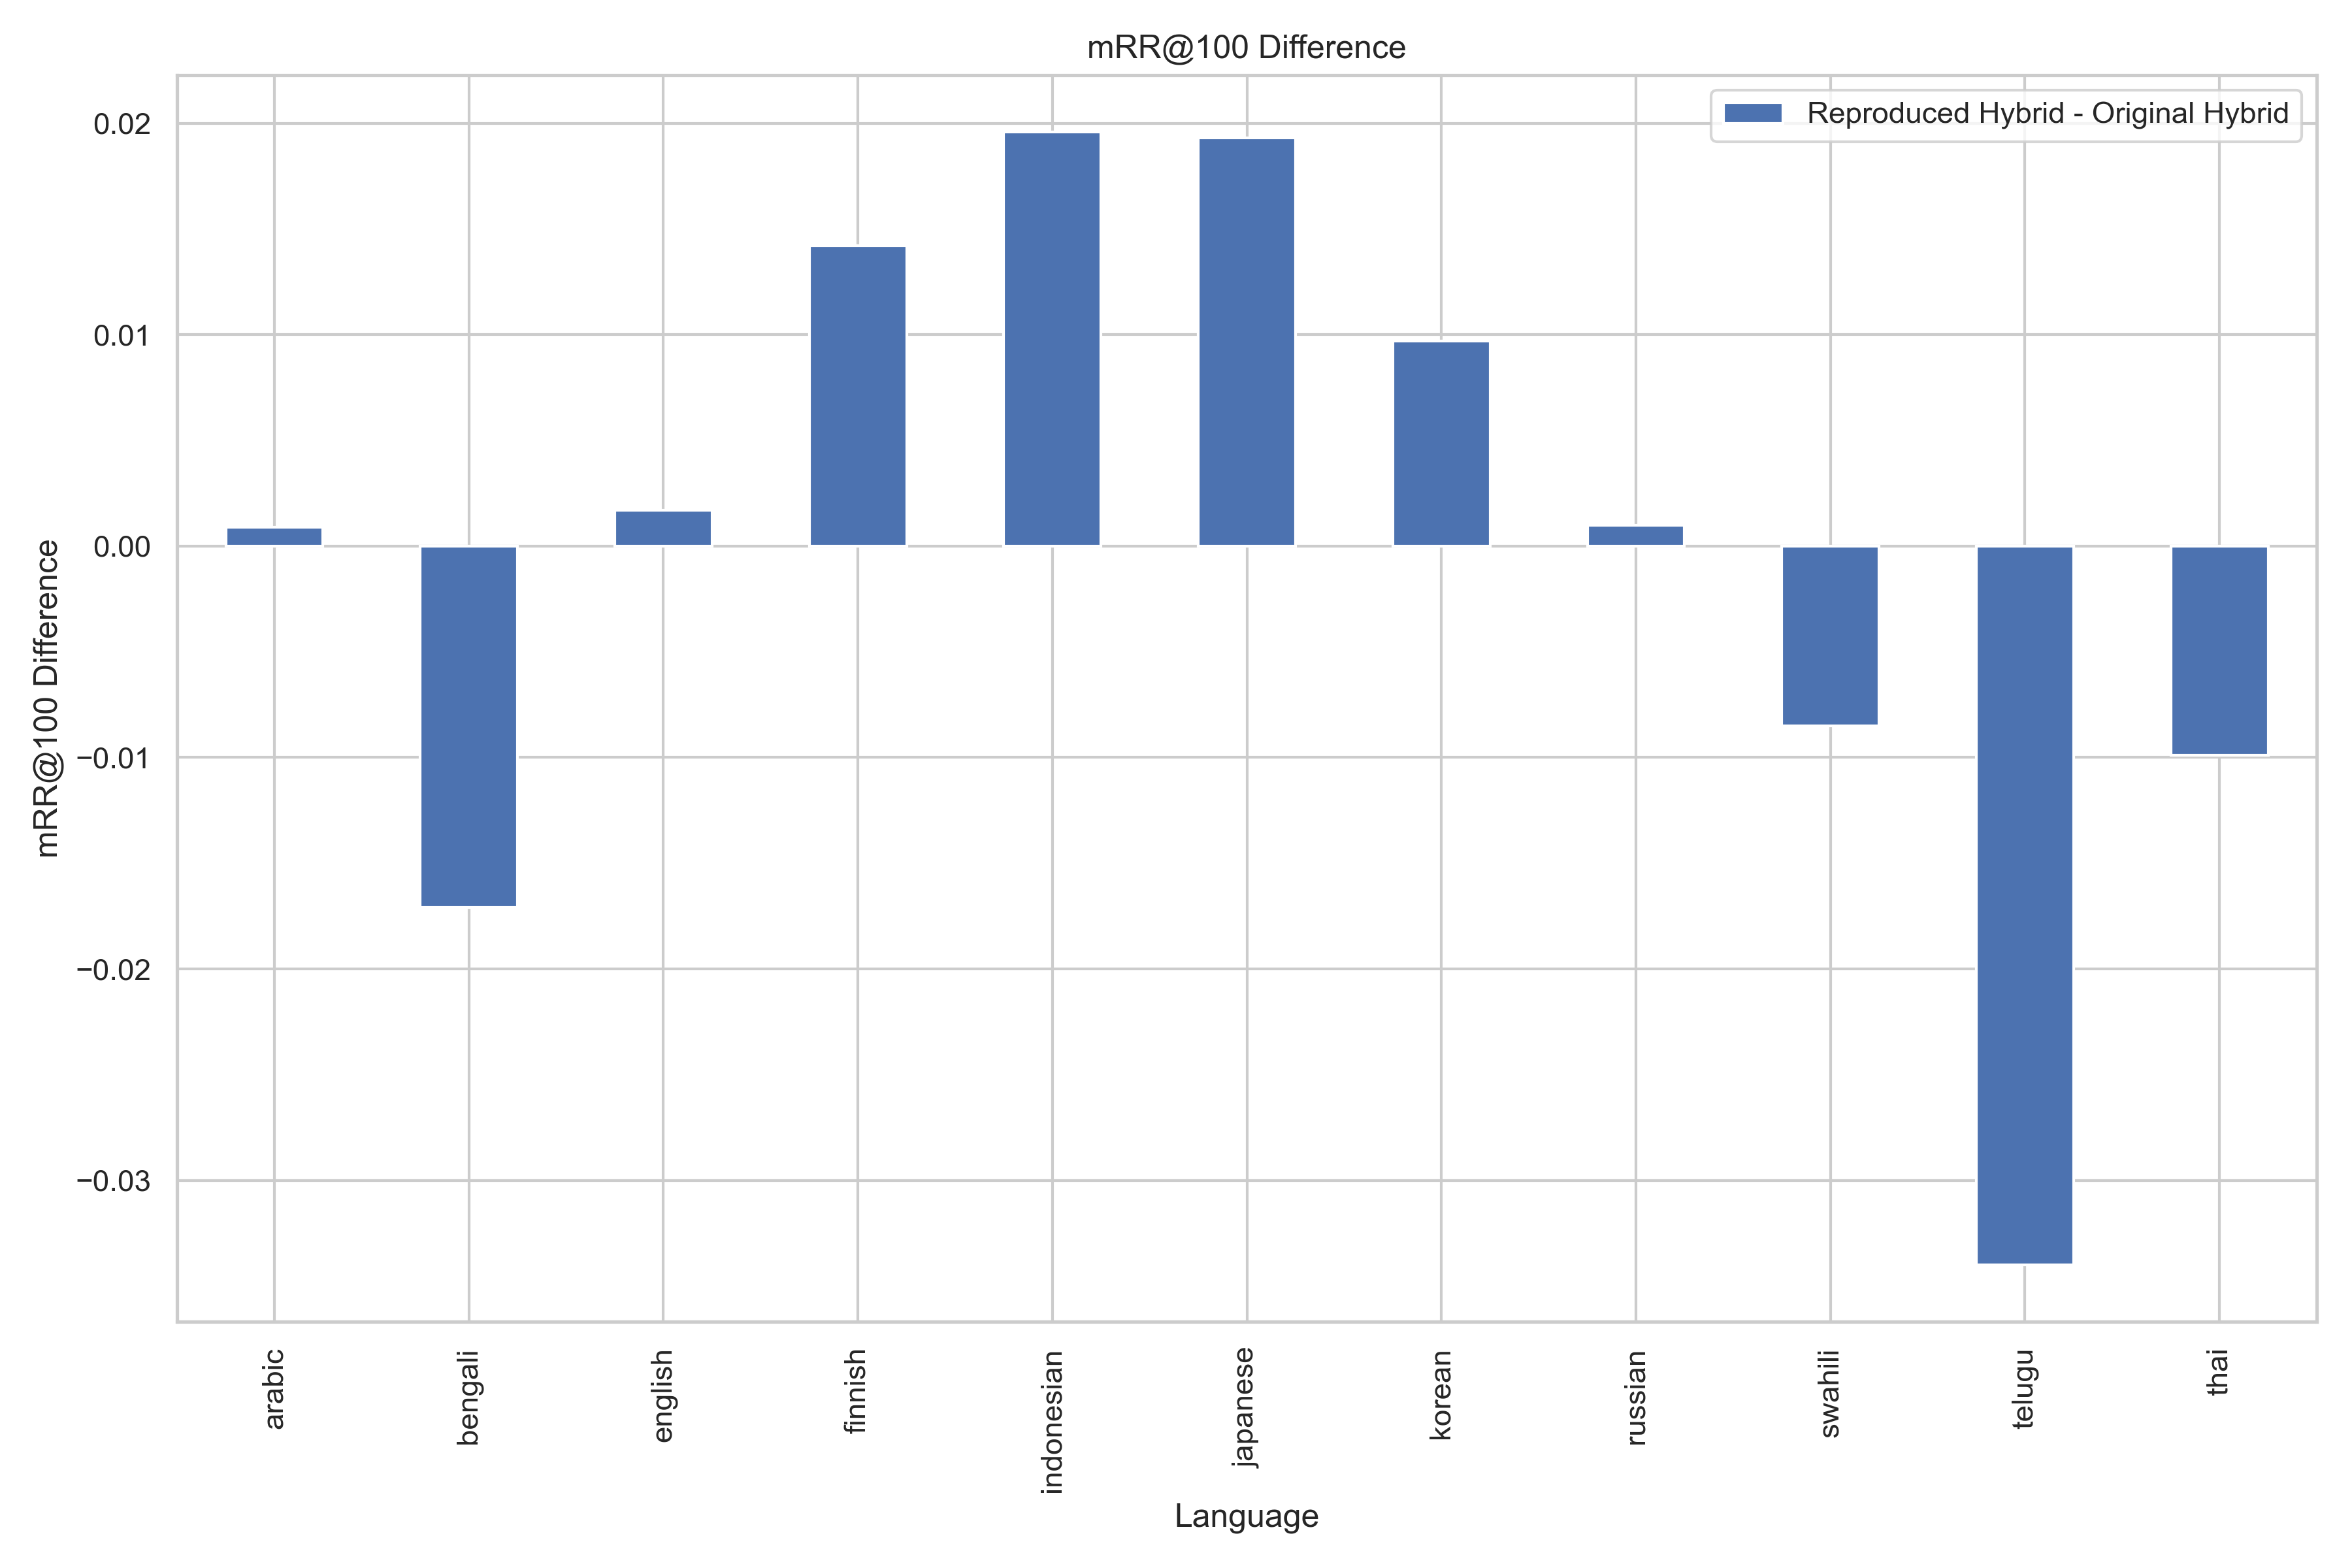 mRR@100 Difference
Reproduced Hybrid - Original Hybrid
mRR@100 Difference
0.02
0.01
0.00
−0.01
−0.02
−0.03
arabic
bengali
english
finnish
indonesian
japanese
korean
russian
swahili
telugu
thai
Language